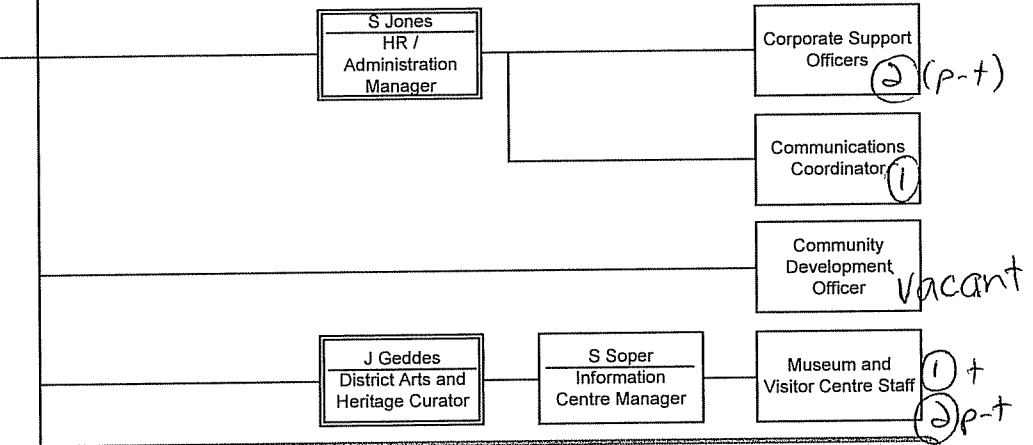 S Jones
HR /
Administration
Manager
Corporate Support
Officers
2 (p-t)
Communications
Coordinator
1
Community
Development
Officer
vacant
J Geddes
District Arts and
Heritage Curator
S Soper
Information
Centre Manager
Museum and
Visitor Centre Staff
1 +
2 p-t